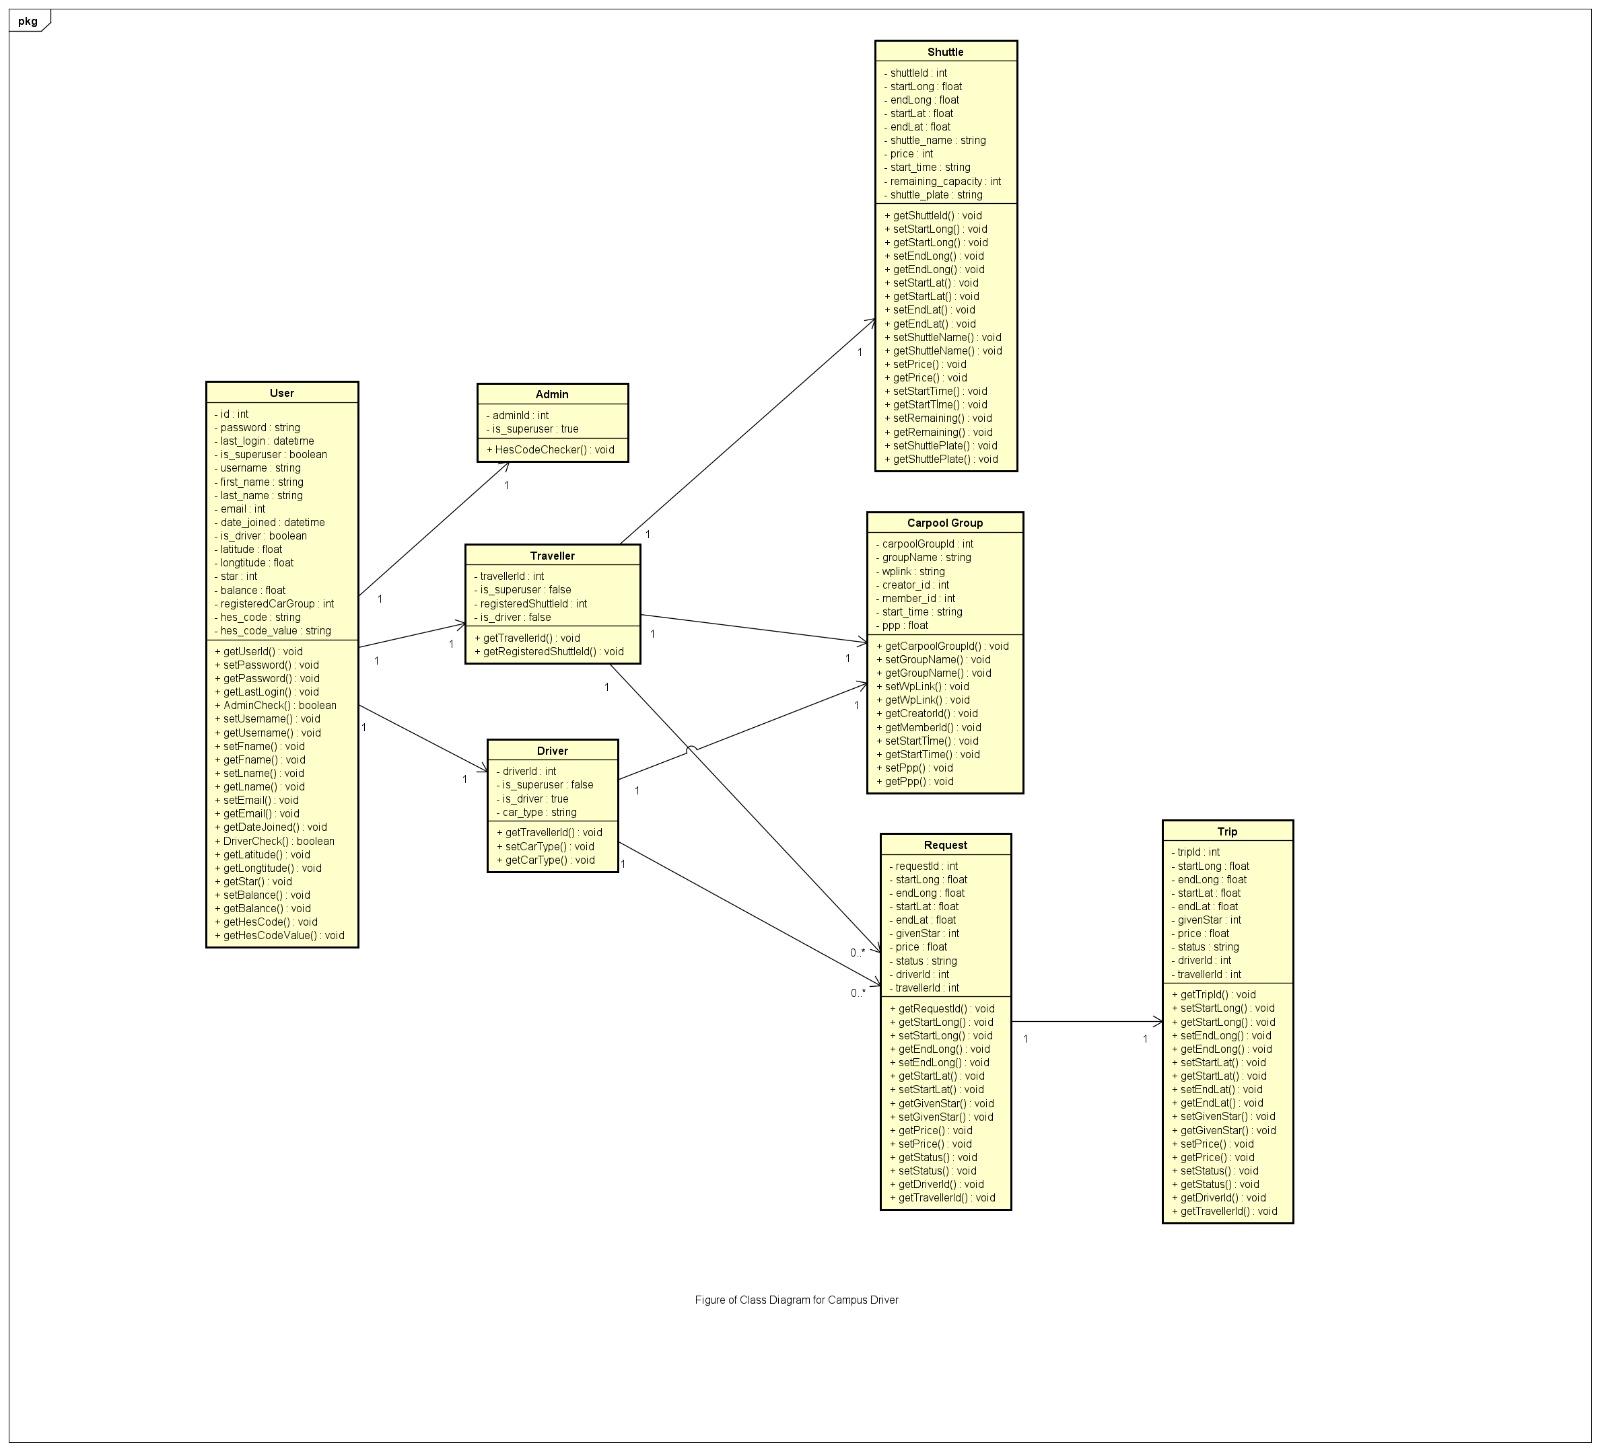 pkg
Shuttle
- shuttleId : int
- startLong : float
- endLong : float
- startLat : float
- endLat : float
- shuttle_name : string
- price : int
- start_time : string
- remaining_capacity : int
- shuttle_plate : string
+ getShuttleId() : void
+ setStartLong() : void
+ getStartLong() : void
+ setEndLong() : void
+ getEndLong() : void
+ setStartLat() : void
+ getStartLat() : void
+ setEndLat() : void
+ getEndLat() : void
+ setShuttleName() : void
+ getShuttleName() : void
+ setPrice() : void
+ getPrice() : void
+ setStartTime() : void
+ getStartTIme() : void
+ setRemaining() : void
+ getRemaining() : void
+ setShuttlePlate() : void
+ getShuttlePlate() : void
1
1
User
- id : int
- password : string
- last_login : datetime
- is_superuser : boolean
- username : string
- first_name : string
- last_name : string
- email : int
- date_joined : datetime
- is_driver : boolean
- latitude : float
- longtitude : float
- star : int
- balance : float
- registeredCarGroup : int
- hes_code : string
- hes_code_value : string
+ getUserId() : void
+ setPassword() : void
+ getPassword() : void
+ getLastLogin() : void
+ AdminCheck() : boolean
+ setUsername() : void
+ getUsername() : void
+ setFname() : void
+ getFname() : void
+ setLname() : void
+ getLname() : void
+ setEmail() : void
+ getEmail() : void
+ getDateJoined() : void
+ DriverCheck() : boolean
+ getLatitude() : void
+ getLongtitude() : void
+ getStar() : void
+ setBalance() : void
+ getBalance() : void
+ getHesCode() : void
+ getHesCodeValue() : void
1
1
1
Admin
- adminId : int
- is_superuser : true
+ HesCodeChecker() : void
1
Traveller
- travellerId : int
- is_superuser : false
- registeredShuttleId : int
- is_driver : false
+ getTravellerId() : void
+ getRegisteredShuttleId() : void
1
1
1
Driver
- driverId : int
- is_superuser : false
- is_driver : true
- car_type : string
+ getTravellerId() : void
+ setCarType() : void
+ getCarType() : void
1
1
1
Carpool Group
- carpoolGroupId : int
- groupName : string
- wplink : string
- creator_id : int
- member_id : int
- start_time : string
- ppp : float
+ getCarpoolGroupId() : void
+ setGroupName() : void
+ getGroupName() : void
+ setWpLink() : void
+ getWpLink() : void
+ getCreatorId() : void
+ getMemberId() : void
+ setStartTIme() : void
+ getStartTime() : void
+ setPpp() : void
+ getPpp() : void
1
1
Request
- requestId : int
- startLong : float
- endLong : float
- startLat : float
- endLat : float
- givenStar : int
- price : float
- status : string
- driverId : int
- travellerId : int
+ getRequestId() : void
+ getStartLong() : void
+ setStartLong() : void
+ getEndLong() : void
+ setEndLong() : void
+ getStartLat() : void
+ setStartLat() : void
+ getGivenStar() : void
+ setGivenStar() : void
+ getPrice() : void
+ setPrice() : void
+ getStatus() : void
+ setStatus() : void
+ getDriverId() : void
+ getTravellerId() : void
0..*
0..*
1
1
Trip
- tripId : int
- startLong : float
- endLong : float
- startLat : float
- endLat : float
- givenStar : int
- price : float
- status : string
- driverId : int
- travellerId : int
+ getTripId() : void
+ setStartLong() : void
+ getStartLong() : void
+ setEndLong() : void
+ getEndLong() : void
+ setStartLat() : void
+ getStartLat() : void
+ setEndLat() : void
+ getEndLat() : void
+ setGivenStar() : void
+ getGivenStar() : void
+ setPrice() : void
+ getPrice() : void
+ setStatus() : void
+ getStatus() : void
+ getDriverId() : void
+ getTravellerId() : void
Figure of Class Diagram for Campus Driver